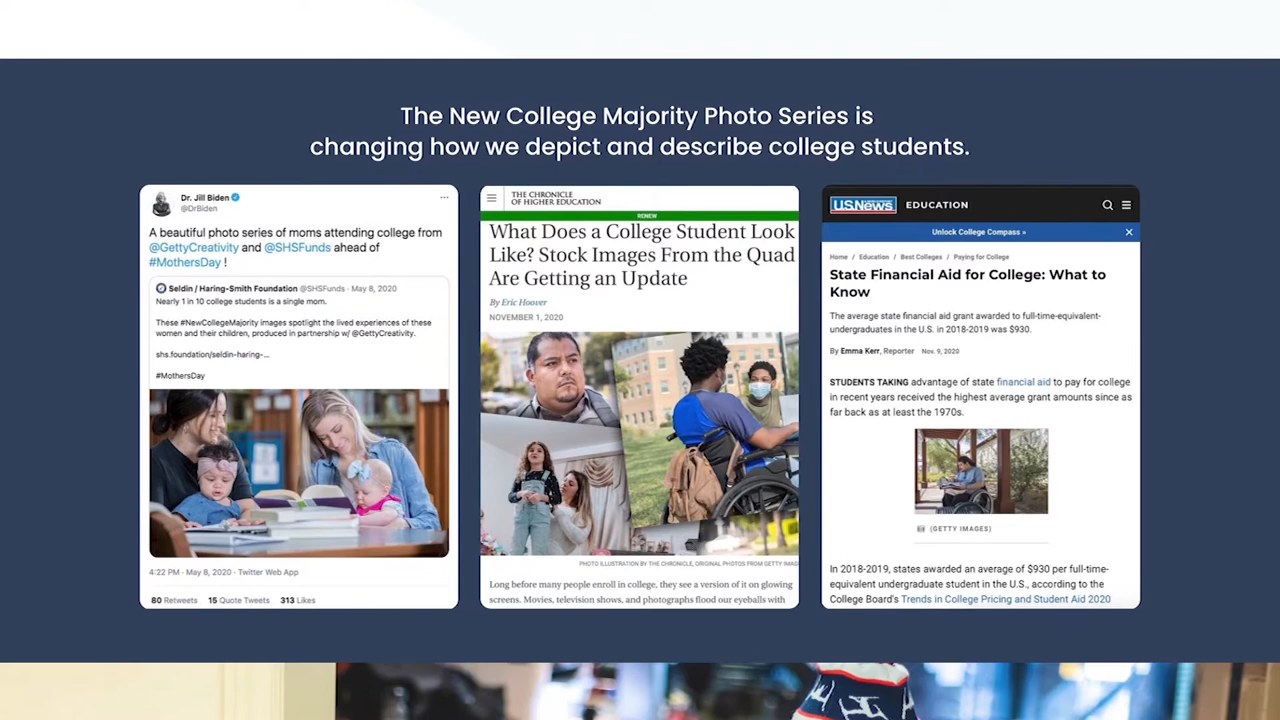 The New College Majority Photo Series is
changing how we depict and describe college students.
Dr. Jill Biden
@DrBiden
A beautiful photo series of moms attending college from
@GettyCreativity and @SHSFunds ahead of
#MothersDay !
Seldin / Haring-Smith Foundation @SHSFunds · May 8, 2020
Nearly 1 in 10 college students is a single mom.
These #NewCollegeMajority images spotlight the lived experiences of these
women and their children, produced in partnership w/ @GettyCreativity.
shs.foundation/seldin-haring-...
#MothersDay
4:22 PM · May 8, 2020 · Twitter Web App
80 Retweets 15 Quote Tweets 313 Likes
THE CHRONICLE
OF HIGHER EDUCATION
RENEW
What Does a College Student Look
Like? Stock Images From the Quad
Are Getting an Update
By Eric Hoover
NOVEMBER 1, 2020
PHOTO ILLUSTRATION BY THE CHRONICLE, ORIGINAL PHOTOS FROM GETTY IMAG
Long before many people enroll in college, they see a version of it on glowing
screens. Movies, television shows, and photographs flood our eyeballs with
U.S.News EDUCATION
Unlock College Compass »
Home / Education / Best Colleges / Paying for College
State Financial Aid for College: What to
Know
The average state financial aid grant awarded to full-time-equivalent-
undergraduates in the U.S. in 2018-2019 was $930.
By Emma Kerr, Reporter Nov. 9, 2020
STUDENTS TAKING advantage of state financial aid to pay for college
in recent years received the highest average grant amounts since as
far back as at least the 1970s.
(GETTY IMAGES)
In 2018-2019, states awarded an average of $930 per full-time-
equivalent undergraduate student in the U.S., according to the
College Board's Trends in College Pricing and Student Aid 2020